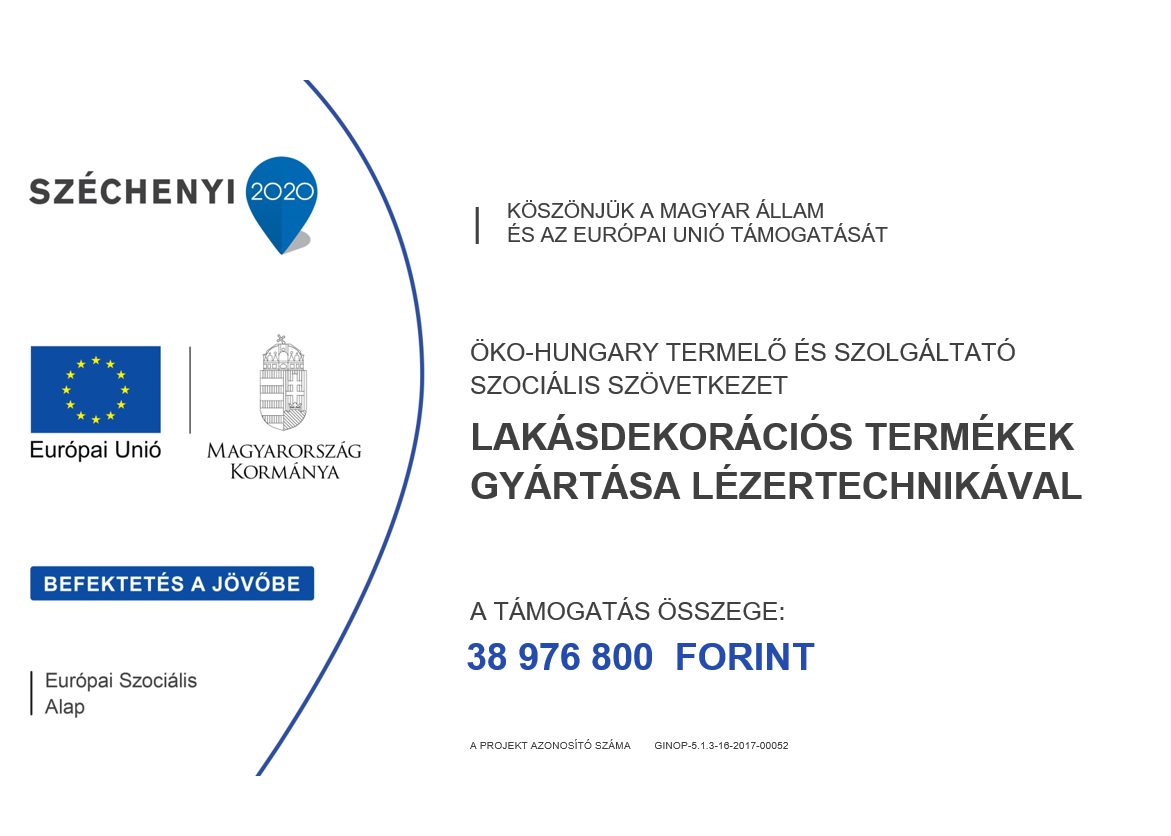 SZÉCHENYI 2020
Európai Unió
MAGYARORSZÁG
KORMÁNYA
BEFEKTETÉS A JÖVŐBE
Európai Szociális
Alap
KÖSZÖNJÜK A MAGYAR ÁLLAM
ÉS AZ EURÓPAI UNIÓ TÁMOGATÁSÁT
ÖKO-HUNGARY TERMELŐ ÉS SZOLGÁLTATÓ
SZOCIÁLIS SZÖVETKEZET
LAKÁSDEKORÁCIÓS TERMÉKEK
GYÁRTÁSA LÉZERTECHNIKÁVAL
A TÁMOGATÁS ÖSSZEGE:
38 976 800 FORINT
A PROJEKT AZONOSÍTÓ SZÁMA GINOP-5.1.3-16-2017-00052